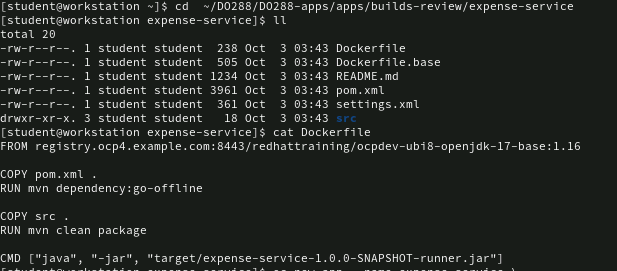 [student@workstation ~]$ cd  ~/DO288/DO288-apps/apps/builds-review/expense-service
[student@workstation expense-service]$ ll
total 20
-rw-r--r--. 1 student student  238 Oct  3 03:43 Dockerfile
-rw-r--r--. 1 student student  505 Oct  3 03:43 Dockerfile.base
-rw-r--r--. 1 student student 1234 Oct  3 03:43 README.md
-rw-r--r--. 1 student student 3961 Oct  3 03:43 pom.xml
-rw-r--r--. 1 student student  361 Oct  3 03:43 settings.xml
drwxr-xr-x. 3 student student   18 Oct  3 03:43 src
[student@workstation expense-service]$ cat Dockerfile
FROM registry.ocp4.example.com:8443/redhattraining/ocpdev-ubi8-openjdk-17-base:1.16
COPY pom.xml .
RUN mvn dependency:go-offline
COPY src .
RUN mvn clean package
CMD ["java", "-jar", "target/expense-service-1.0.0-SNAPSHOT-runner.jar"]